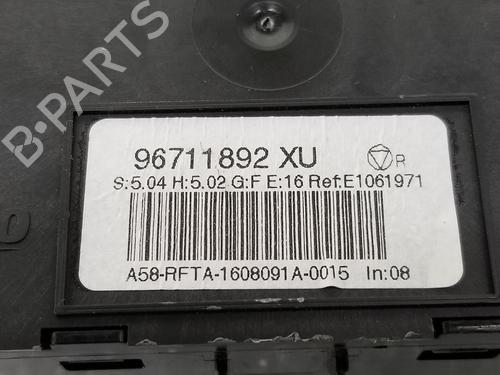 B-PARTS
96711892 XU
R
S:5.04 H:5.02 G:F E:16 Ref:E1061971
A58-RFTA-1608091A-0015 In:08